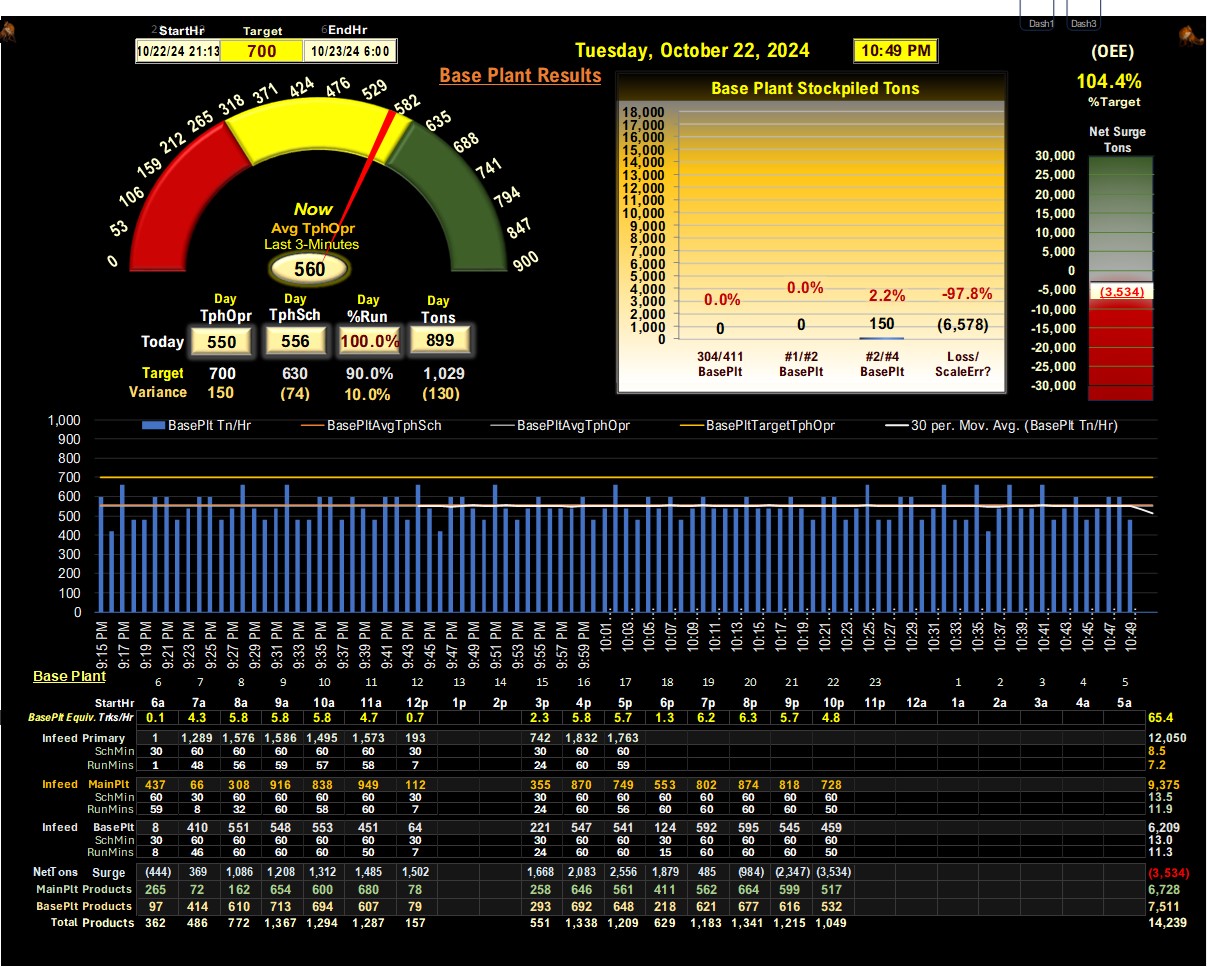 Dash1 Dash3
StartHr Target EndHr
10/22/24 21:13 700 10/23/24 6:00
Tuesday, October 22, 2024 10:49 PM
(OEE)
104.4%
%Target
Base Plant Results
0 53 106 159 212 265 318 371 424 476 529 582 635 688 741 794 847 900
Now
Avg TphOpr
Last 3-Minutes
560
Day Day Day Day
TphOpr TphSch %Run Tons
Today 550 556 100.0% 899
Target 700 630 90.0% 1,029
Variance 150 (74) 10.0% (130)
Base Plant Stockpiled Tons
18,000
17,000
16,000
15,000
14,000
13,000
12,000
11,000
10,000
9,000
8,000
7,000
6,000
5,000
4,000
3,000
2,000
1,000
0
0.0% 0.0% 2.2% -97.8%
0 0 150 (6,578)
304/411 #1/#2 #2/#4 Loss/
BasePlt BasePlt BasePlt ScaleErr?
Net Surge
Tons
30,000
25,000
20,000
15,000
10,000
5,000
0
-5,000
-10,000
-15,000
-20,000
-25,000
-30,000
(3,534)
BasePlt Tn/Hr BasePltAvgTphSch BasePltAvgTphOpr BasePltTargetTphOpr 30 per. Mov. Avg. (BasePlt Tn/Hr)
1,000
900
800
700
600
500
400
300
200
100
0
9:15 PM 9:17 PM 9:19 PM 9:21 PM 9:23 PM 9:25 PM 9:27 PM 9:29 PM 9:31 PM 9:33 PM 9:35 PM 9:37 PM 9:39 PM 9:41 PM 9:43 PM 9:45 PM 9:47 PM 9:49 PM 9:51 PM 9:53 PM 9:55 PM 9:57 PM 9:59 PM 10:01... 10:03... 10:05... 10:07... 10:09... 10:11... 10:13... 10:15... 10:17... 10:19... 10:21... 10:23... 10:25... 10:27... 10:29... 10:31... 10:33... 10:35... 10:37... 10:39... 10:41... 10:43... 10:45... 10:47... 10:49...
Base Plant
6 7 8 9 10 11 12 13 14 15 16 17 18 19 20 21 22 23 1 2 3 4 5
StartHr 6a 7a 8a 9a 10a 11a 12p 1p 2p 3p 4p 5p 6p 7p 8p 9p 10p 11p 12a 1a 2a 3a 4a 5a
BasePlt Equiv. Trks/Hr 0.1 4.3 5.8 5.8 5.8 4.7 0.7 2.3 5.8 5.7 1.3 6.2 6.3 5.7 4.8 65.4
Infeed Primary 1 1,289 1,576 1,586 1,495 1,573 193 742 1,832 1,763 12,050
SchMin 30 60 60 60 60 60 30 30 60 60 8.5
RunMins 1 48 56 59 57 58 7 24 60 59 7.2
Infeed MainPlt 437 66 308 916 838 949 112 355 870 749 553 802 874 818 728 9,375
SchMin 60 30 60 60 60 60 30 30 60 60 60 60 60 60 60 13.5
RunMins 59 8 32 60 58 60 7 24 60 56 60 60 60 60 50 11.9
Infeed BasePlt 8 410 551 548 553 451 64 221 547 541 124 592 595 545 459 6,209
SchMin 30 60 60 60 60 60 30 30 60 60 30 60 60 60 60 13.0
RunMins 8 46 60 60 60 50 7 24 60 60 15 60 60 60 50 11.3
NetTons Surge (444) 369 1,086 1,208 1,312 1,485 1,502 1,668 2,083 2,556 1,879 485 (984) (2,347) (3,534) (3,534)
MainPlt Products 265 72 162 654 600 680 78 258 646 561 411 562 664 599 517 6,728
BasePlt Products 97 414 610 713 694 607 79 293 692 648 218 621 677 616 532 7,511
Total Products 362 486 772 1,367 1,294 1,287 157 551 1,338 1,209 629 1,183 1,341 1,215 1,049 14,239